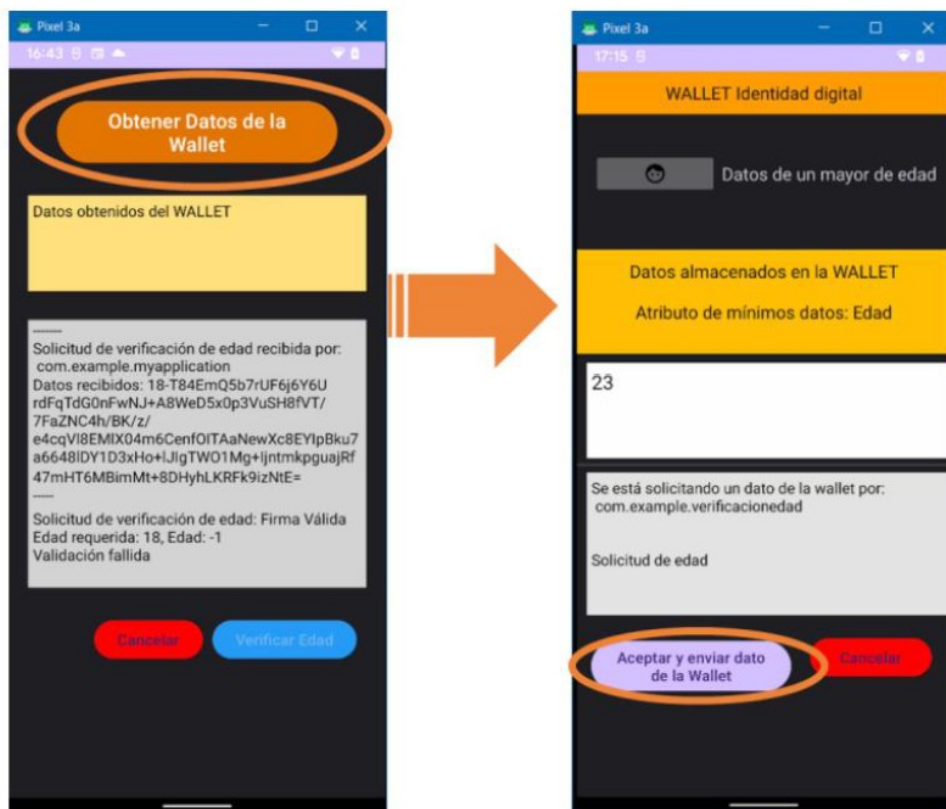 Pixel 3a
16:43
Obtener Datos de la
Wallet
Datos obtenidos del WALLET
-------
Solicitud de verificación de edad recibida por:
com.example.myapplication
Datos recibidos: 18-T84EmQ5b7rUF6j6Y6U
rdFqTdG0nFwNJ+A8WeD5x0p3VuSH8fVT/
7FaZNC4h/BK/z/
e4cqVI8EMIX04m6CenfOITAaNewXc8EYIpBku7
a6648lDY1D3xHo+lJIgTWO1Mg+IjntmkpguajRf
47mHT6MBimMt+8DHyhLKRFk9izNtE=
-----
Solicitud de verificación de edad: Firma Válida
Edad requerida: 18, Edad: -1
Validación fallida
Cancelar
Verificar Edad
Pixel 3a
17:15
WALLET Identidad digital
Datos de un mayor de edad
Datos almacenados en la WALLET
Atributo de mínimos datos: Edad
23
Se está solicitando un dato de la wallet por:
com.example.verificacionedad
Solicitud de edad
Aceptar y enviar dato
de la Wallet
Cancelar